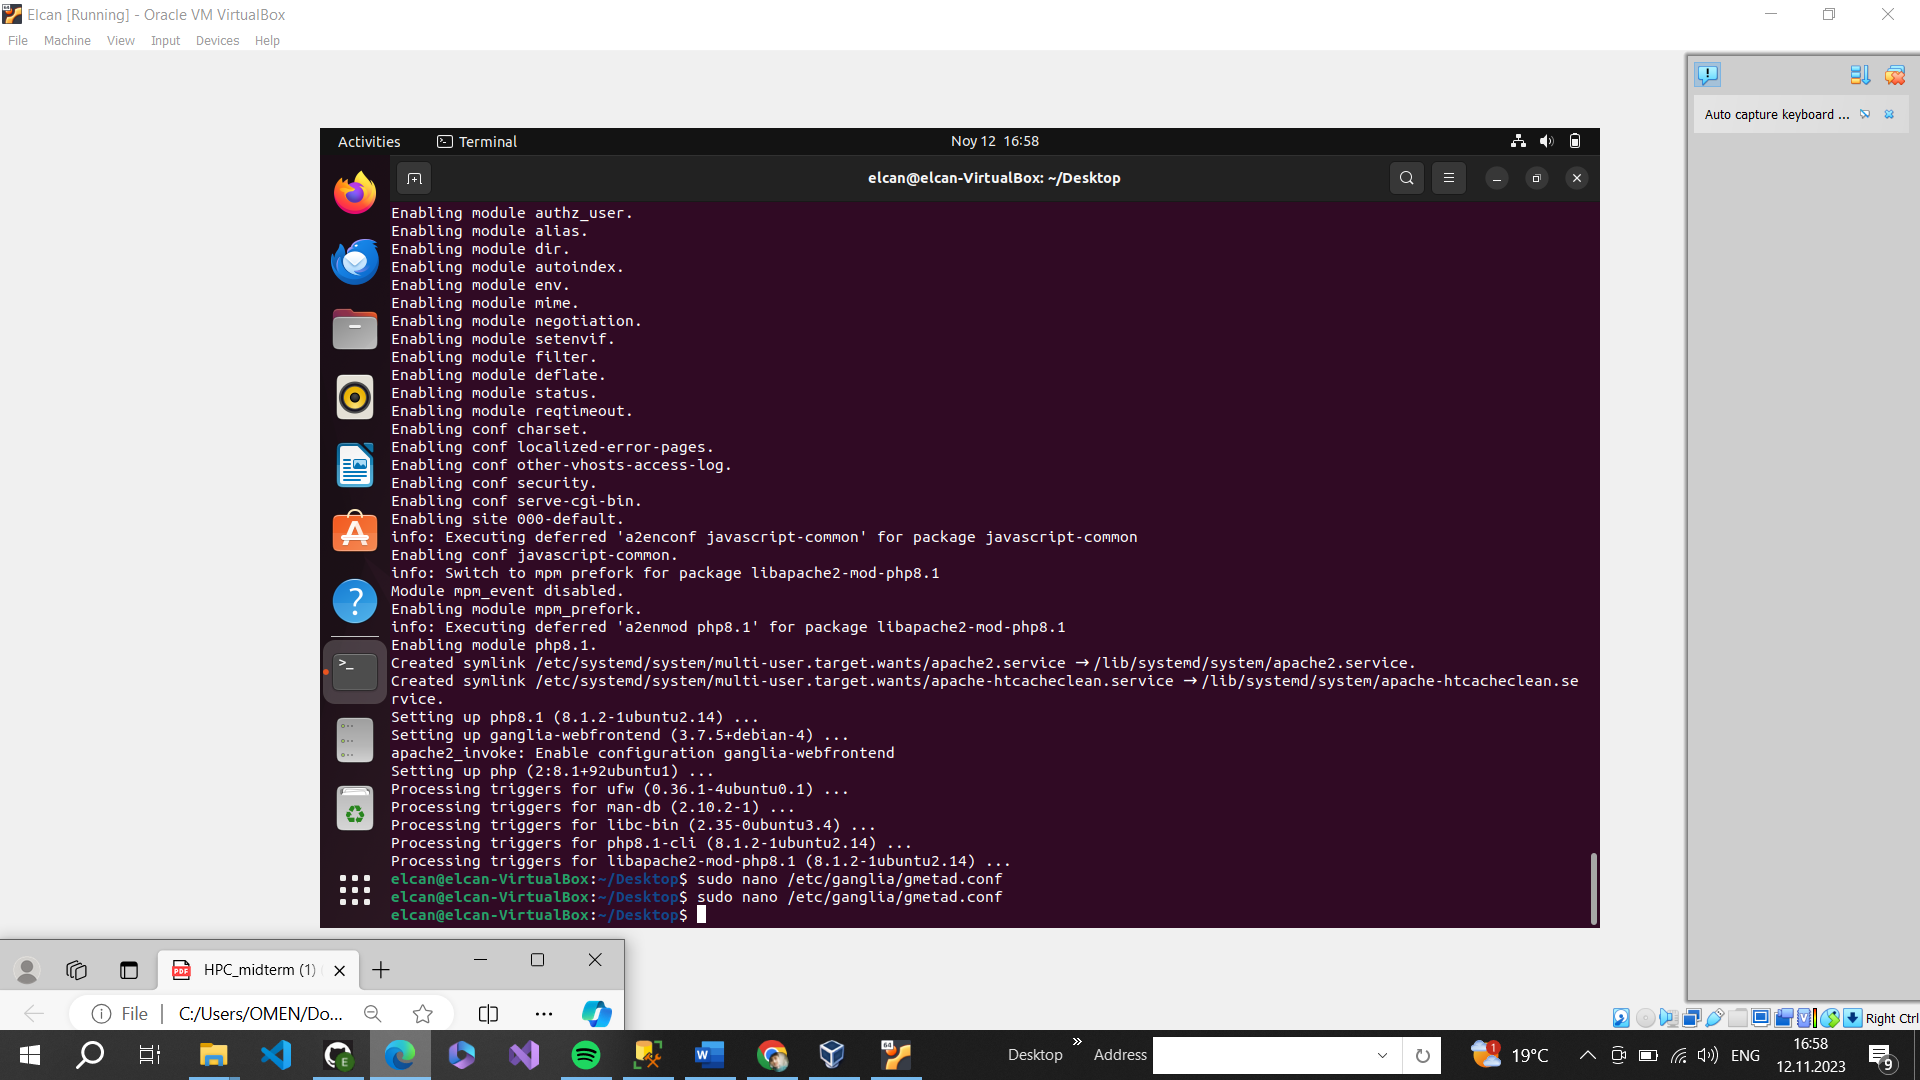 Elcan [Running] - Oracle VM VirtualBox
File Machine View Input Devices Help
Auto capture keyboard ...
Activities Terminal Noy 12 16:58
elcan@elcan-VirtualBox: ~/Desktop
Enabling module authz_user.
Enabling module alias.
Enabling module dir.
Enabling module autoindex.
Enabling module env.
Enabling module mime.
Enabling module negotiation.
Enabling module setenvif.
Enabling module filter.
Enabling module deflate.
Enabling module status.
Enabling module reqtimeout.
Enabling conf charset.
Enabling conf localized-error-pages.
Enabling conf other-vhosts-access-log.
Enabling conf security.
Enabling conf serve-cgi-bin.
Enabling site 000-default.
info: Executing deferred 'a2enconf javascript-common' for package javascript-common
Enabling conf javascript-common.
info: Switch to mpm prefork for package libapache2-mod-php8.1
Module mpm_event disabled.
Enabling module mpm_prefork.
info: Executing deferred 'a2enmod php8.1' for package libapache2-mod-php8.1
Enabling module php8.1.
Created symlink /etc/systemd/system/multi-user.target.wants/apache2.service → /lib/systemd/system/apache2.service.
Created symlink /etc/systemd/system/multi-user.target.wants/apache-htcacheclean.service → /lib/systemd/system/apache-htcacheclean.se
rvice.
Setting up php8.1 (8.1.2-1ubuntu2.14) ...
Setting up ganglia-webfrontend (3.7.5+debian-4) ...
apache2_invoke: Enable configuration ganglia-webfrontend
Setting up php (2:8.1+92ubuntu1) ...
Processing triggers for ufw (0.36.1-4ubuntu0.1) ...
Processing triggers for man-db (2.10.2-1) ...
Processing triggers for libc-bin (2.35-0ubuntu3.4) ...
Processing triggers for php8.1-cli (8.1.2-1ubuntu2.14) ...
Processing triggers for libapache2-mod-php8.1 (8.1.2-1ubuntu2.14) ...
elcan@elcan-VirtualBox:~/Desktop$ sudo nano /etc/ganglia/gmetad.conf
elcan@elcan-VirtualBox:~/Desktop$ sudo nano /etc/ganglia/gmetad.conf
elcan@elcan-VirtualBox:~/Desktop$
HPC_midterm (1)
File C:/Users/OMEN/Do...
Right Ctrl
Desktop » Address 1 19°C ENG 16:58
12.11.2023 9